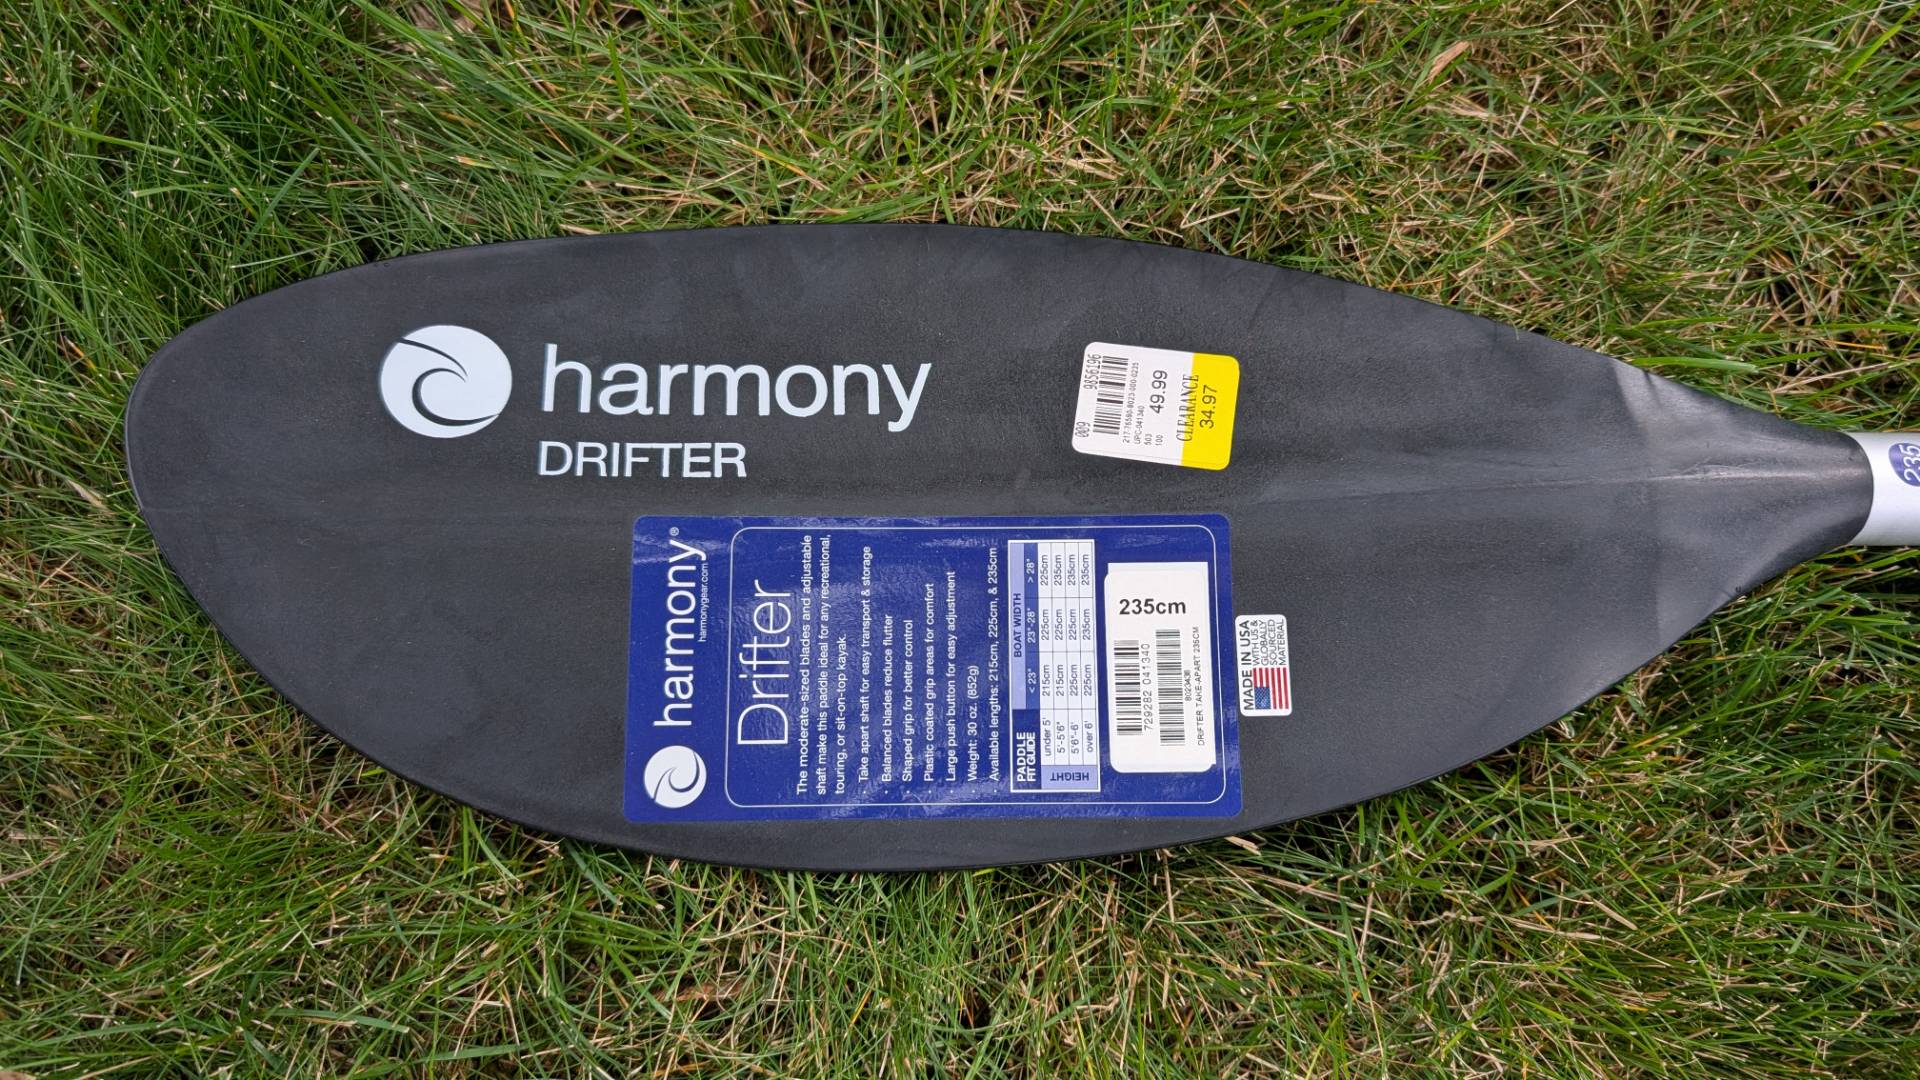 harmony
DRIFTER
009 9856196
217-76580-8023-000-0235
UPC-041340
503
100
49.99
CLEARANCE
34.97
235
harmony®
harmonygear.com
Drifter
The moderate-sized blades and adjustable
shaft make this paddle ideal for any recreational,
touring, or sit-on-top kayak.
· Take apart shaft for easy transport & storage
· Balanced blades reduce flutter
· Shaped grip for better control
· Plastic coated grip areas for comfort
· Large push button for easy adjustment
· Weight: 30 oz. (852g)
· Available lengths: 215cm, 225cm, & 235cm
PADDLE FIT GUIDE
BOAT WIDTH
< 23" 23"-28" > 28"
HEIGHT
under 5' 215cm 225cm 225cm
5'-5'6" 215cm 225cm 235cm
5'6"-6' 225cm 225cm 235cm
over 6' 225cm 235cm 235cm
235cm
729282 041340
8023436
DRIFTER TAKE-APART 235CM
MADE IN USA
WITH US &
GLOBALLY
SOURCED
MATERIAL